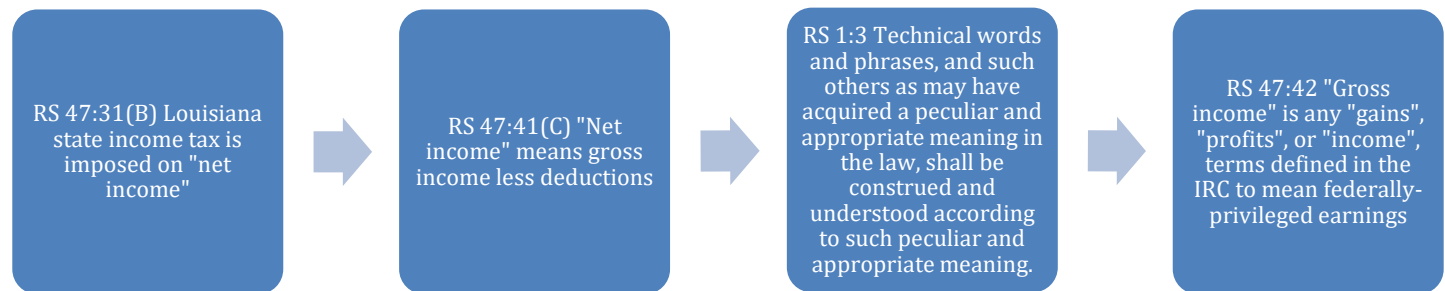 RS 47:31(B) Louisiana
state income tax is
imposed on "net
income"
RS 47:41(C) "Net
income" means gross
income less deductions
RS 1:3 Technical words
and phrases, and such
others as may have
acquired a peculiar and
appropriate meaning in
the law, shall be
construed and
understood according
to such peculiar and
appropriate meaning.
RS 47:42 "Gross
income" is any "gains",
"profits", or "income",
terms defined in the
IRC to mean federally-
privileged earnings